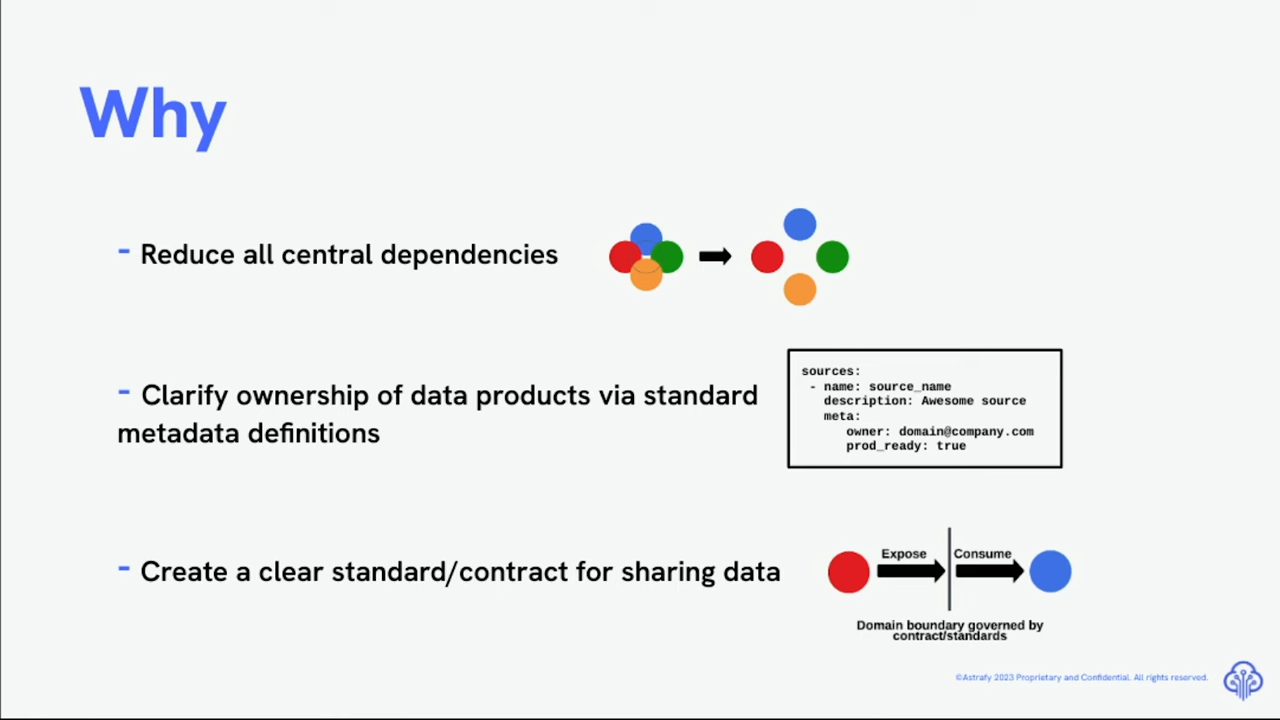 Why
- Reduce all central dependencies
- Clarify ownership of data products via standard
metadata definitions
sources:
- name: source_name
description: Awesome source
meta:
owner: domain@company.com
prod_ready: true
- Create a clear standard/contract for sharing data
Expose
Consume
Domain boundary governed by
contract/standards
©Astrafy 2023 Proprietary and Confidential. All rights reserved.